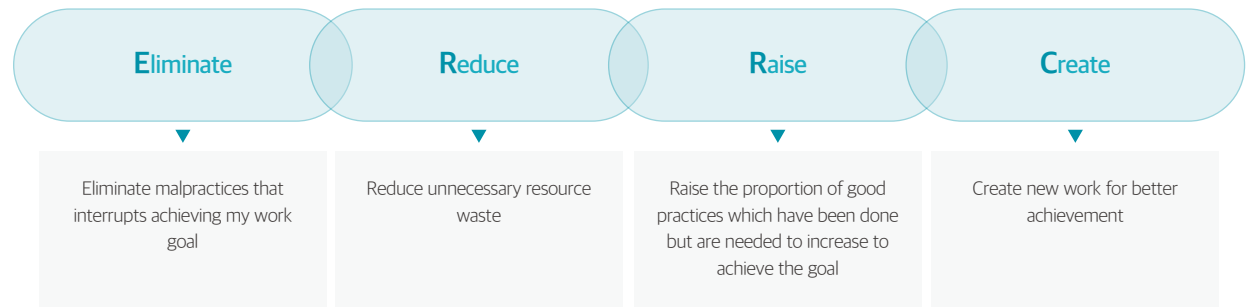 Eliminate
Reduce
Raise
Create
Eliminate malpractices that
interrupts achieving my work
goal
Reduce unnecessary resource
waste
Raise the proportion of good
practices which have been done
but are needed to increase to
achieve the goal
Create new work for better
achievement